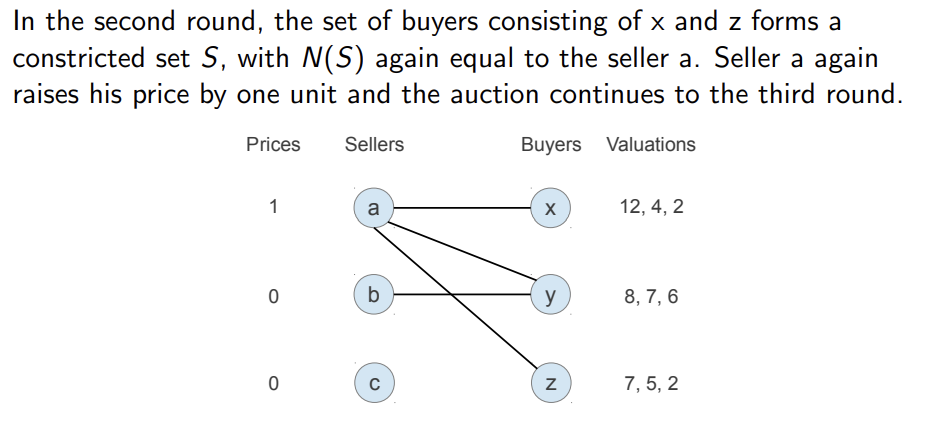 In the second round, the set of buyers consisting of x and z forms a
constricted set S, with N(S) again equal to the seller a. Seller a again
raises his price by one unit and the auction continues to the third round.
Prices Sellers Buyers Valuations
1 a x 12, 4, 2
0 b y 8, 7, 6
0 c z 7, 5, 2